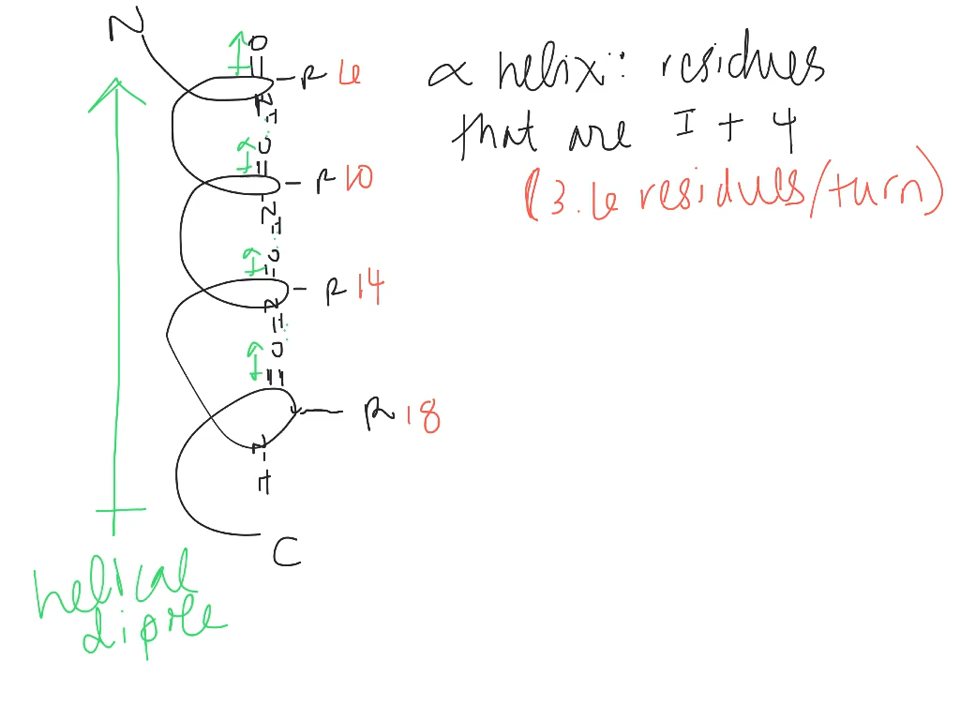 N
O
α helix: residues
R 6
N
H
that are I + 4
O
R 10
(3.6 residues/turn)
N
H
O
R 14
N
H
O
R 18
N
H
C
helical
dipole